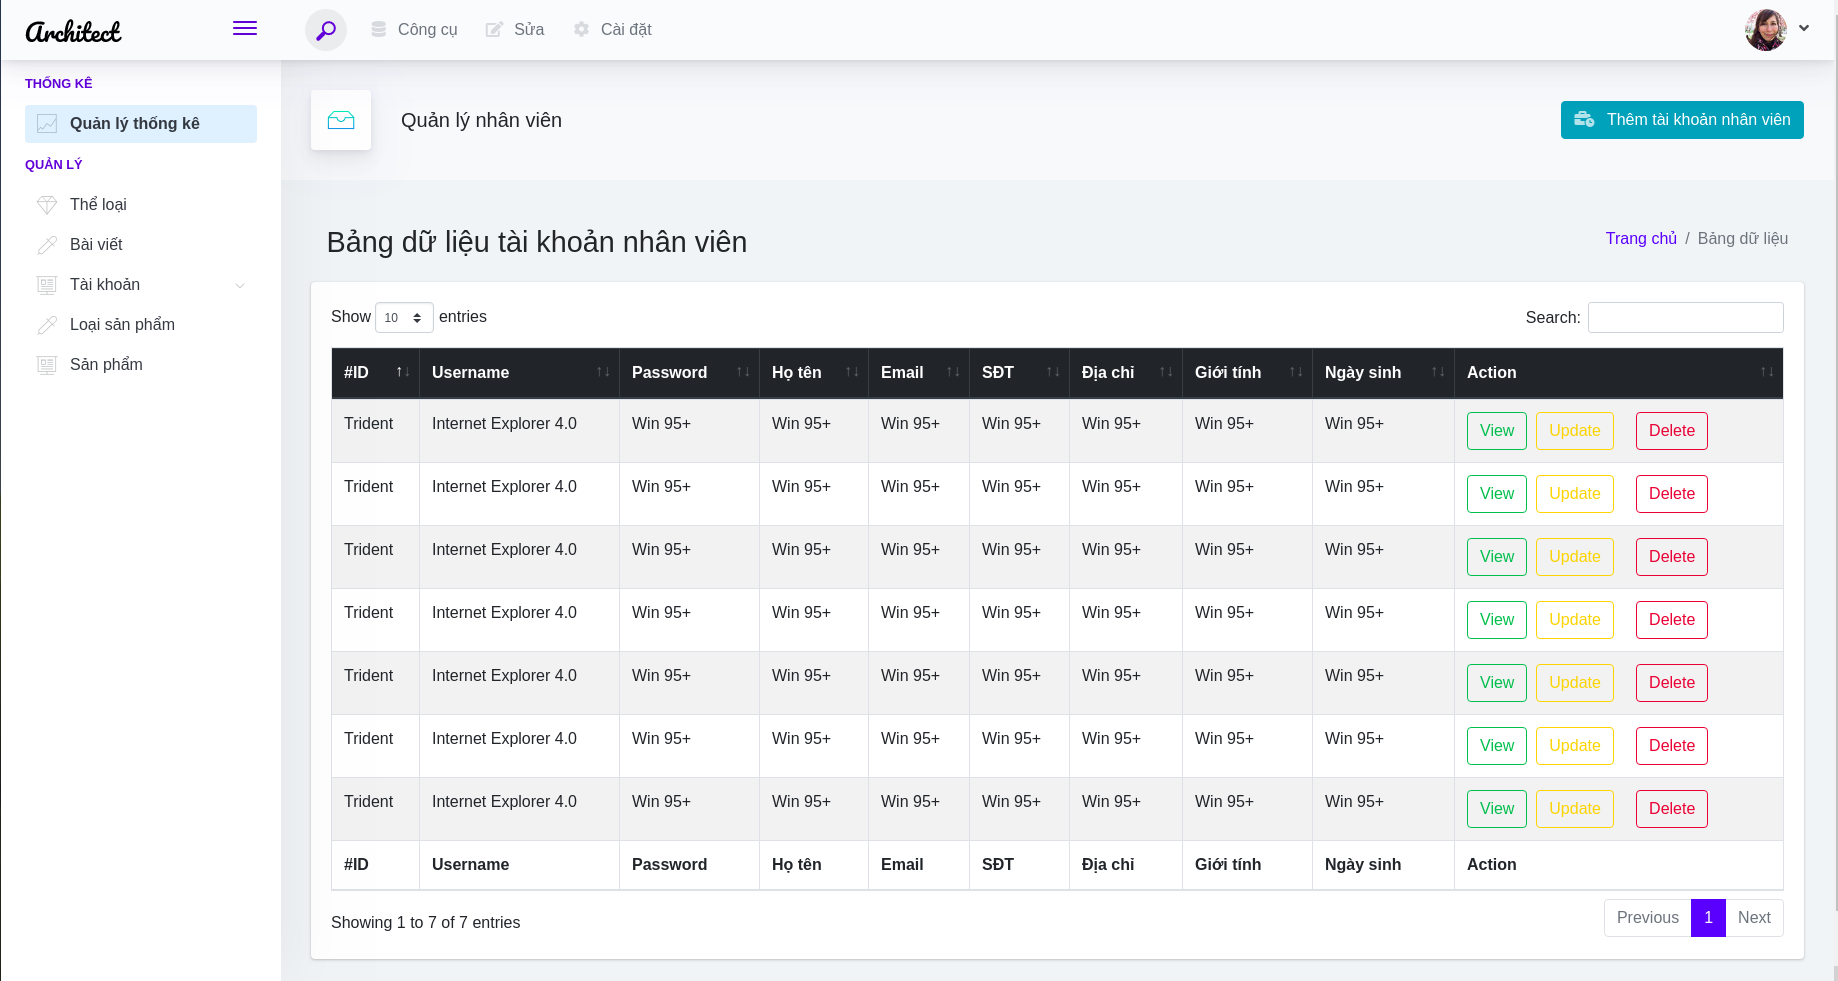 Architect Công cụ Sửa Cài đặt
THỐNG KÊ
Quản lý thống kê
QUẢN LÝ
Thể loại
Bài viết
Tài khoản
Loại sản phẩm
Sản phẩm
Quản lý nhân viên Thêm tài khoản nhân viên
Bảng dữ liệu tài khoản nhân viên Trang chủ / Bảng dữ liệu
Show 10 entries Search:
#ID Username Password Họ tên Email SĐT Địa chỉ Giới tính Ngày sinh Action
Trident Internet Explorer 4.0 Win 95+ Win 95+ Win 95+ Win 95+ Win 95+ Win 95+ Win 95+ View Update Delete
Trident Internet Explorer 4.0 Win 95+ Win 95+ Win 95+ Win 95+ Win 95+ Win 95+ Win 95+ View Update Delete
Trident Internet Explorer 4.0 Win 95+ Win 95+ Win 95+ Win 95+ Win 95+ Win 95+ Win 95+ View Update Delete
Trident Internet Explorer 4.0 Win 95+ Win 95+ Win 95+ Win 95+ Win 95+ Win 95+ Win 95+ View Update Delete
Trident Internet Explorer 4.0 Win 95+ Win 95+ Win 95+ Win 95+ Win 95+ Win 95+ Win 95+ View Update Delete
Trident Internet Explorer 4.0 Win 95+ Win 95+ Win 95+ Win 95+ Win 95+ Win 95+ Win 95+ View Update Delete
Trident Internet Explorer 4.0 Win 95+ Win 95+ Win 95+ Win 95+ Win 95+ Win 95+ Win 95+ View Update Delete
#ID Username Password Họ tên Email SĐT Địa chỉ Giới tính Ngày sinh Action
Showing 1 to 7 of 7 entries Previous 1 Next